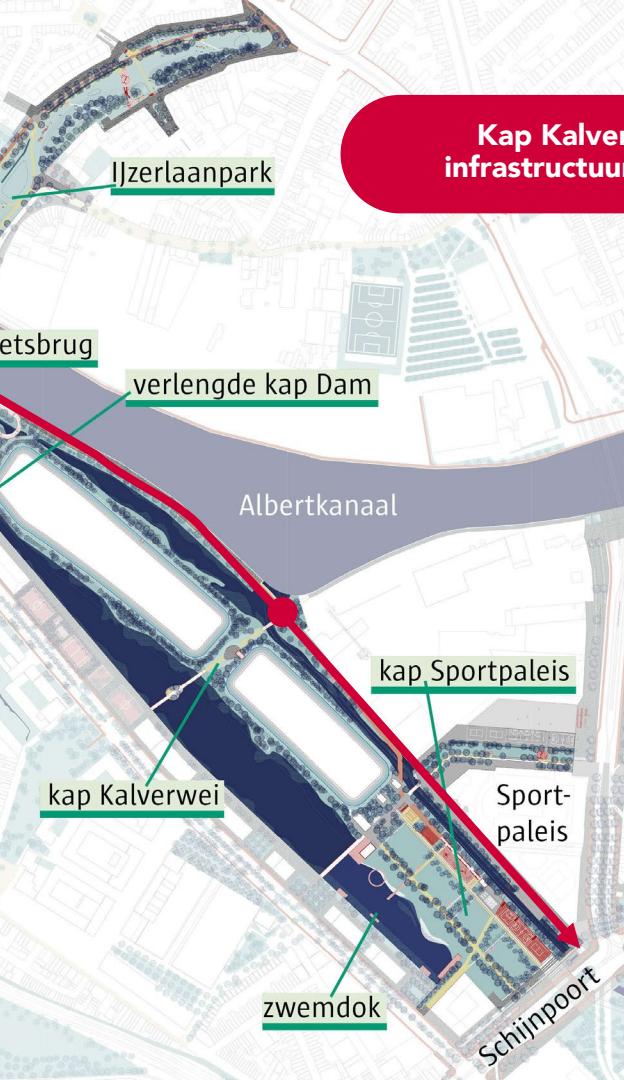 Kap Kalver
infrastructuur
IJzerlaanpark
etsbrug
verlengde kap Dam
Albertkanaal
kap Sportpaleis
kap Kalverwei
Sport-
paleis
zwemdok
Schijnpoort